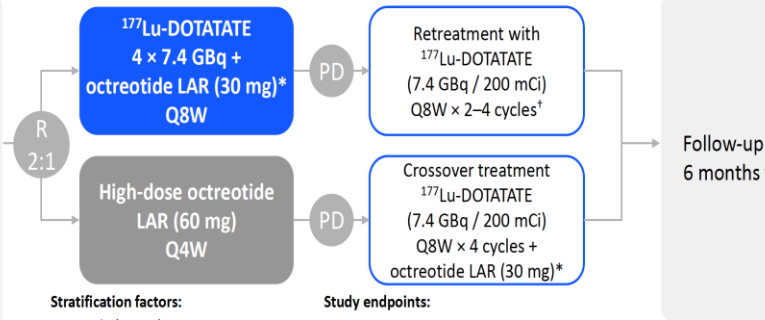 ¹⁷⁷Lu-DOTATATE
4 × 7.4 GBq +
octreotide LAR (30 mg)*
Q8W
PD
Retreatment with
¹⁷⁷Lu-DOTATATE
(7.4 GBq / 200 mCi)
Q8W × 2–4 cycles†
R
2:1
High-dose octreotide
LAR (60 mg)
Q4W
PD
Crossover treatment
¹⁷⁷Lu-DOTATATE
(7.4 GBq / 200 mCi)
Q8W × 4 cycles +
octreotide LAR (30 mg)*
Follow-up
6 months
Stratification factors:
Study endpoints: